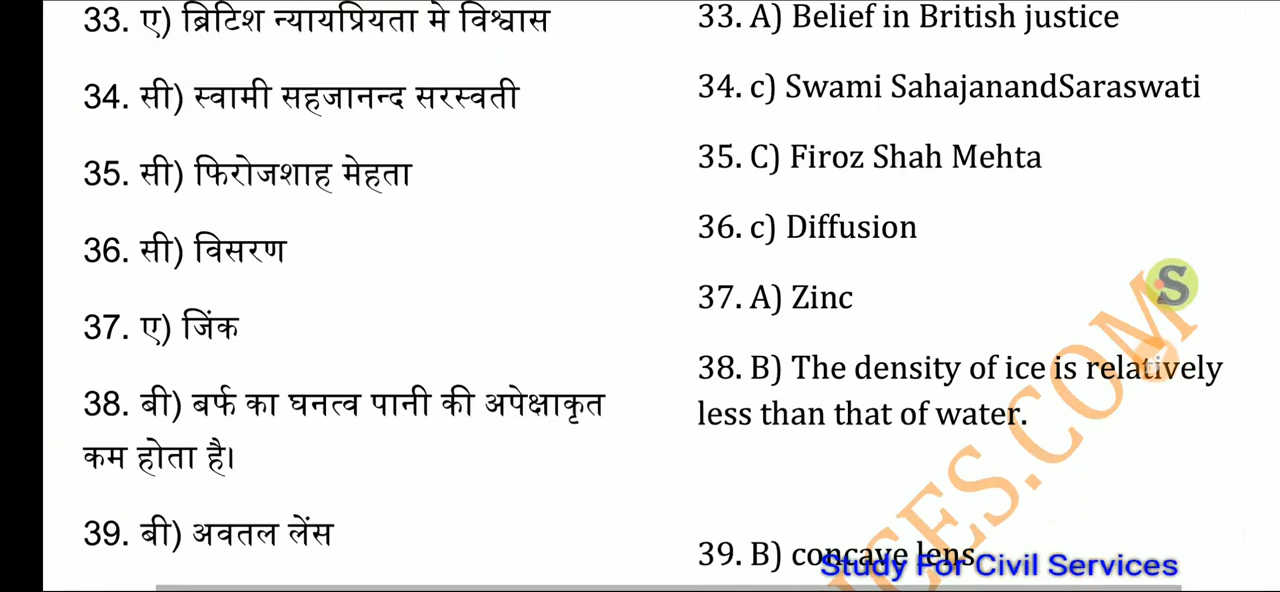 33. ए) ब्रिटिश न्यायप्रियता मे विश्वास
34. सी) स्वामी सहजानन्द सरस्वती
35. सी) फिरोजशाह मेहता
36. सी) विसरण
37. ए) जिंक
38. बी) बर्फ का घनत्व पानी की अपेक्षाकृत
कम होता है।
39. बी) अवतल लेंस
33. A) Belief in British justice
34. c) Swami SahajanandSaraswati
35. C) Firoz Shah Mehta
36. c) Diffusion
37. A) Zinc
38. B) The density of ice is relatively
less than that of water.
39. B) concave lens
Study For Civil Services
ICES.COM
S